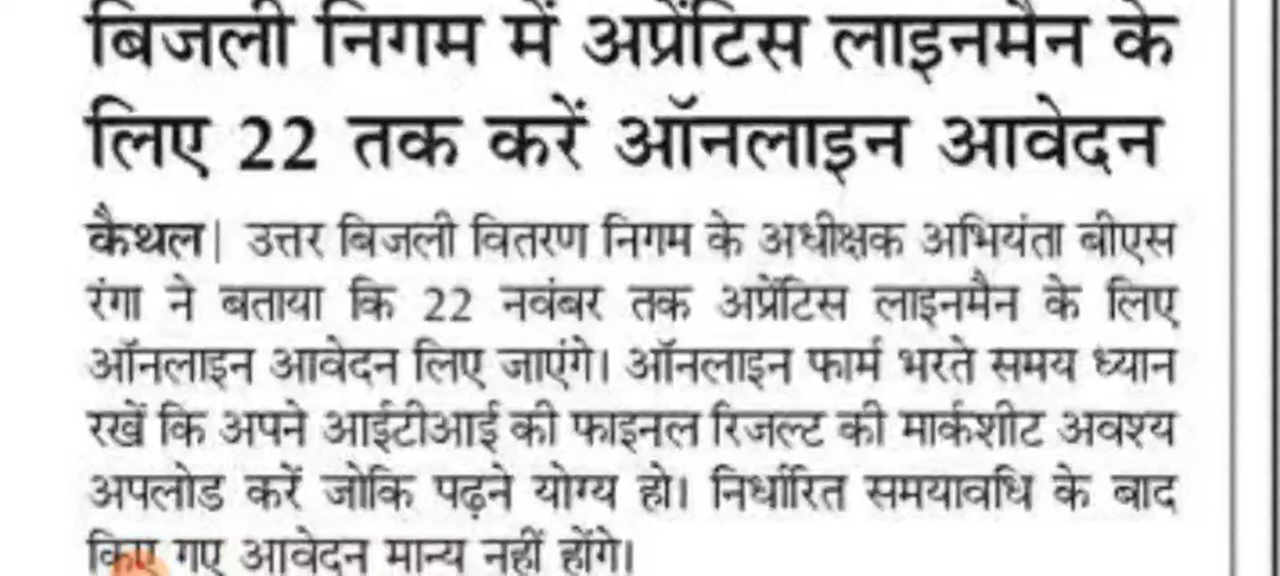 बिजली निगम में अप्रेंटिस लाइनमैन के
लिए 22 तक करें ऑनलाइन आवेदन
कैथल| उत्तर बिजली वितरण निगम के अधीक्षक अभियंता बीएस
रंगा ने बताया कि 22 नवंबर तक अप्रेंटिस लाइनमैन के लिए
ऑनलाइन आवेदन लिए जाएंगे। ऑनलाइन फार्म भरते समय ध्यान
रखें कि अपने आईटीआई की फाइनल रिजल्ट की मार्कशीट अवश्य
अपलोड करें जोकि पढ़ने योग्य हो। निर्धारित समयावधि के बाद
किए गए आवेदन मान्य नहीं होंगे।